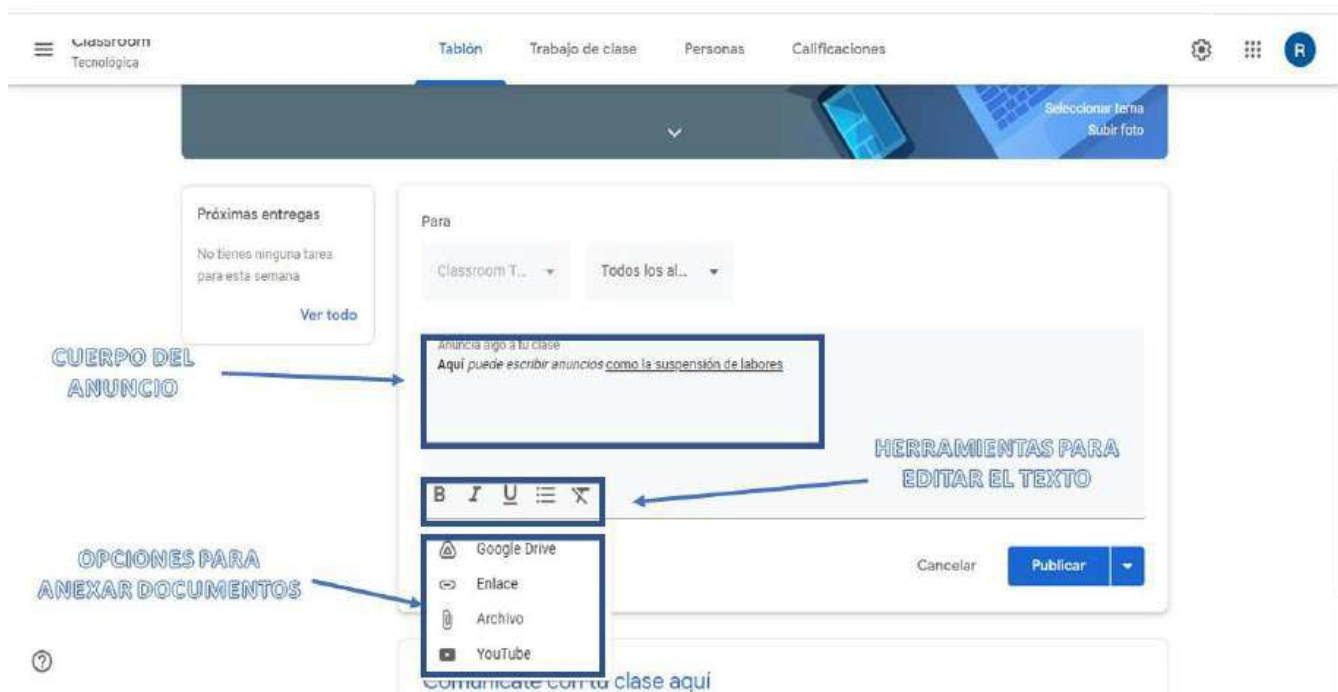 Classroom
Tecnológica
Tablón Trabajo de clase Personas Calificaciones
R
Seleccionar tema
Subir foto
Próximas entregas
No tienes ninguna tarea
para esta semana
Ver todo
Para
Classroom T... Todos los al...
CUERPO DEL
ANUNCIO
Anuncia algo a tu clase
Aquí puede escribir anuncios como la suspensión de labores
HERRAMIENTAS PARA
EDITAR EL TEXTO
B I U
OPCIONES PARA
ANEXAR DOCUMENTOS
Google Drive
Enlace
Archivo
YouTube
Cancelar Publicar
Comunícate con tu clase aquí